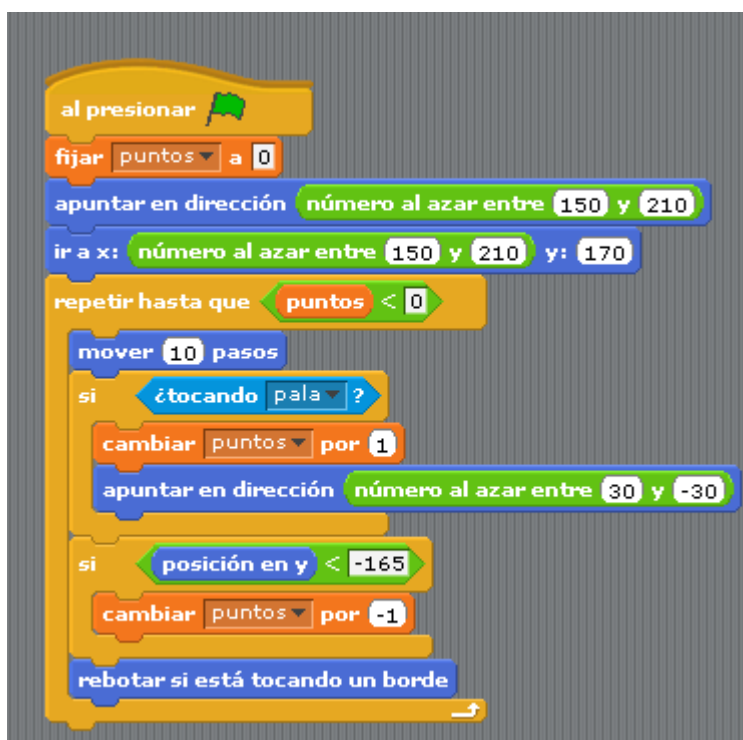 al presionar
fijar puntos a 0
apuntar en dirección número al azar entre 150 y 210
ir a x: número al azar entre 150 y 210 y: 170
repetir hasta que puntos < 0
mover 10 pasos
si ¿tocando pala ?
cambiar puntos por 1
apuntar en dirección número al azar entre 30 y -30
si posición en y < -165
cambiar puntos por -1
rebotar si está tocando un borde